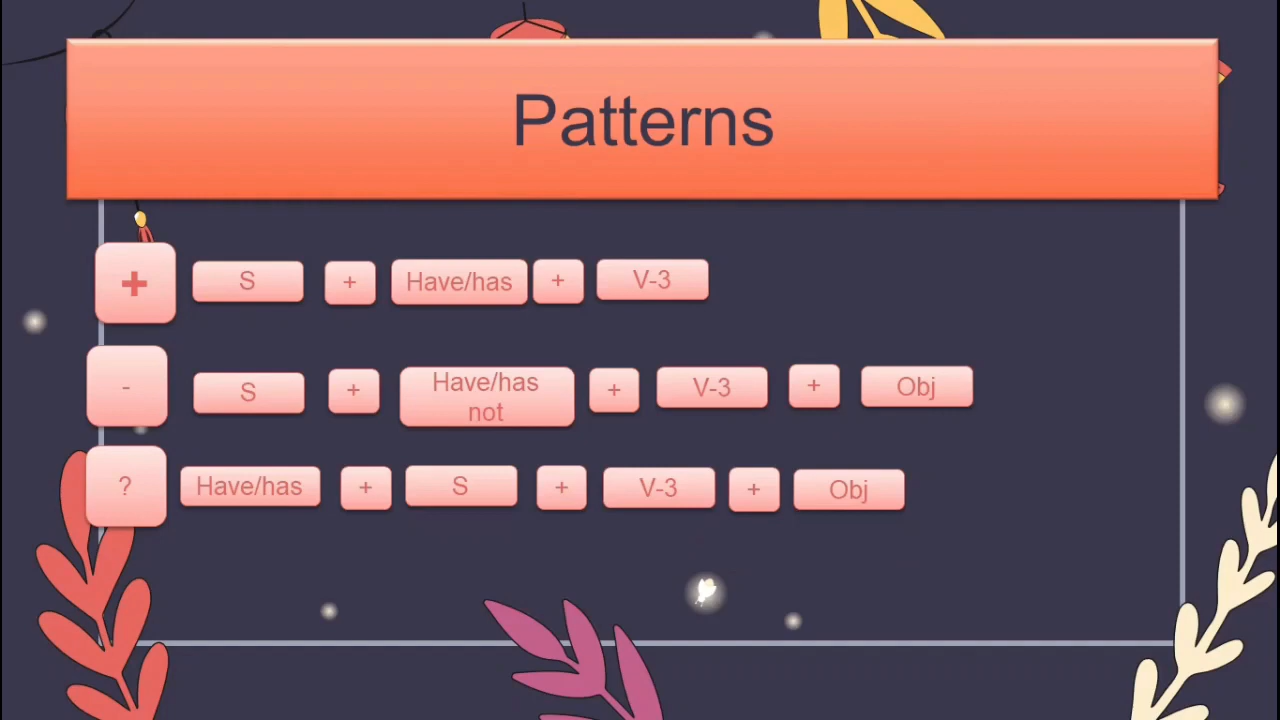 Patterns
+ S + Have/has + V-3
- S + Have/has not + V-3 + Obj
? Have/has + S + V-3 + Obj